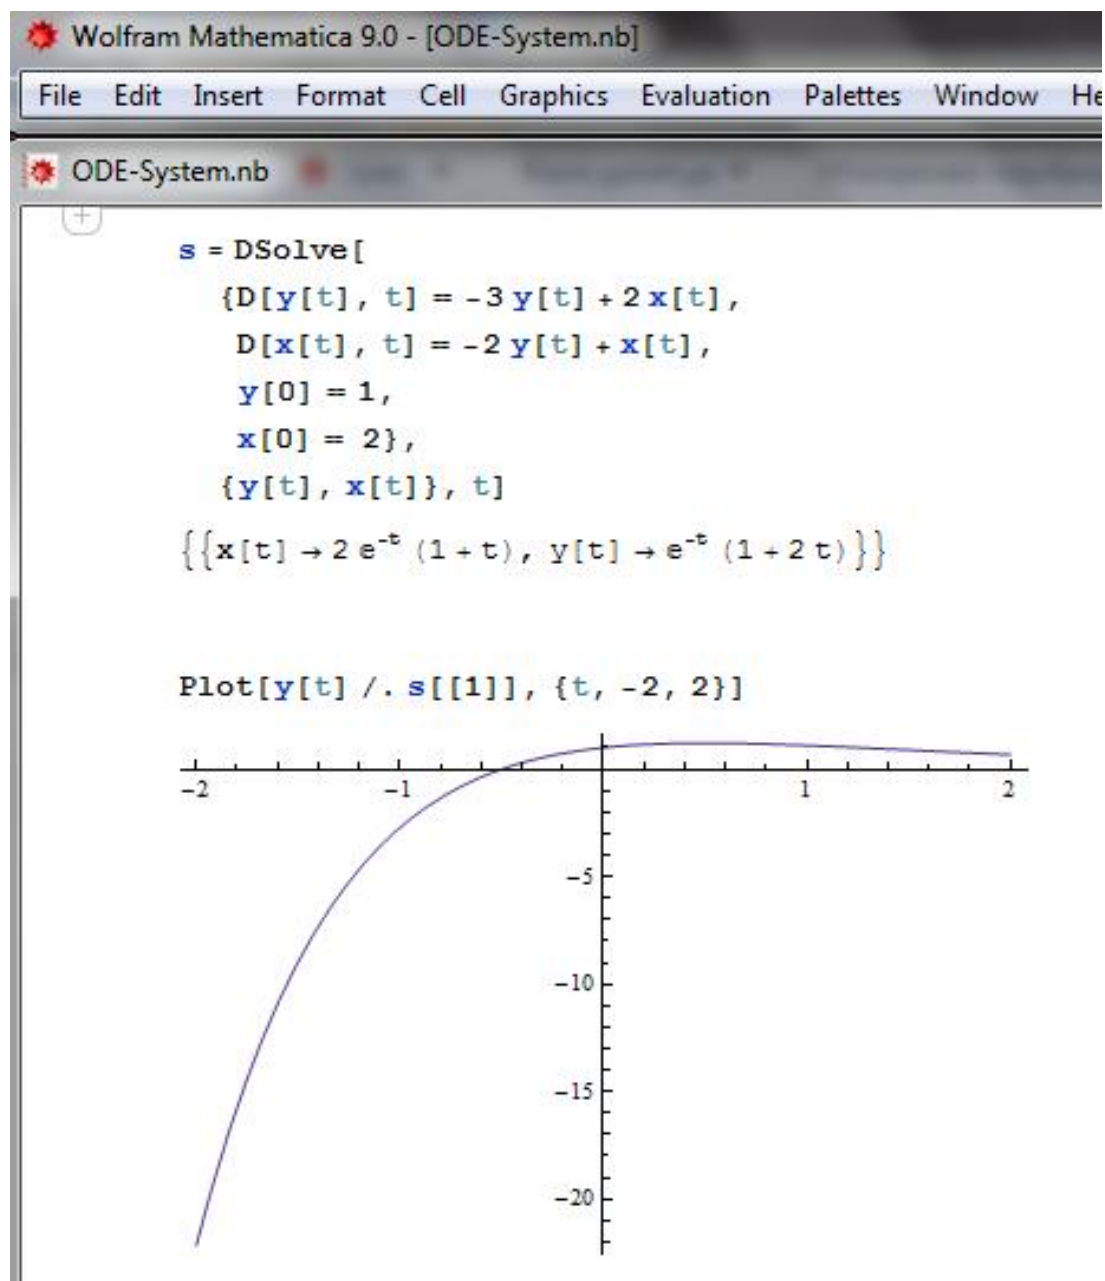 Wolfram Mathematica 9.0 - [ODE-System.nb]
File Edit Insert Format Cell Graphics Evaluation Palettes Window He
ODE-System.nb
s = DSolve[
{D[y[t], t] == -3 y[t] + 2 x[t],
D[x[t], t] == -2 y[t] + x[t],
y[0] == 1,
x[0] == 2},
{y[t], x[t]}, t]
{{x[t] → 2 e^-t (1 + t), y[t] → e^-t (1 + 2 t)}}
Plot[y[t] /. s[[1]], {t, -2, 2}]
-2 -1 1 2
-5
-10
-15
-20